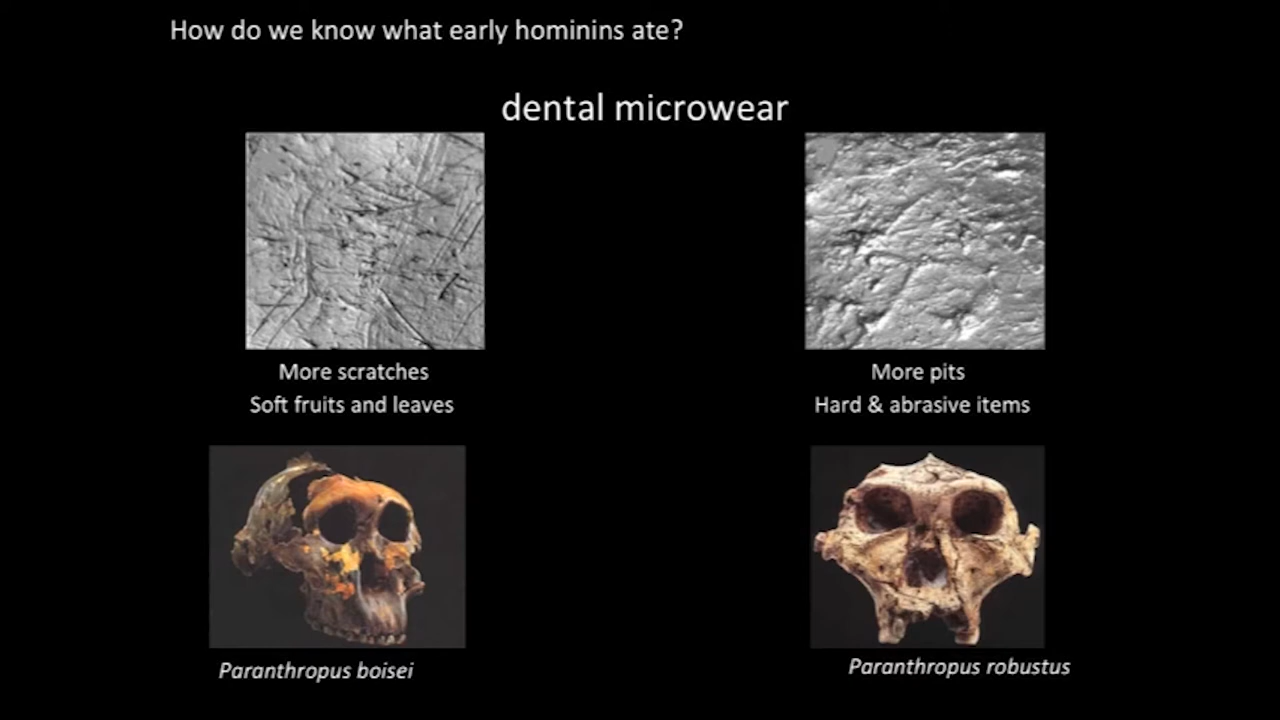 How do we know what early hominins ate?
dental microwear
More scratches
Soft fruits and leaves
More pits
Hard & abrasive items
Paranthropus boisei
Paranthropus robustus